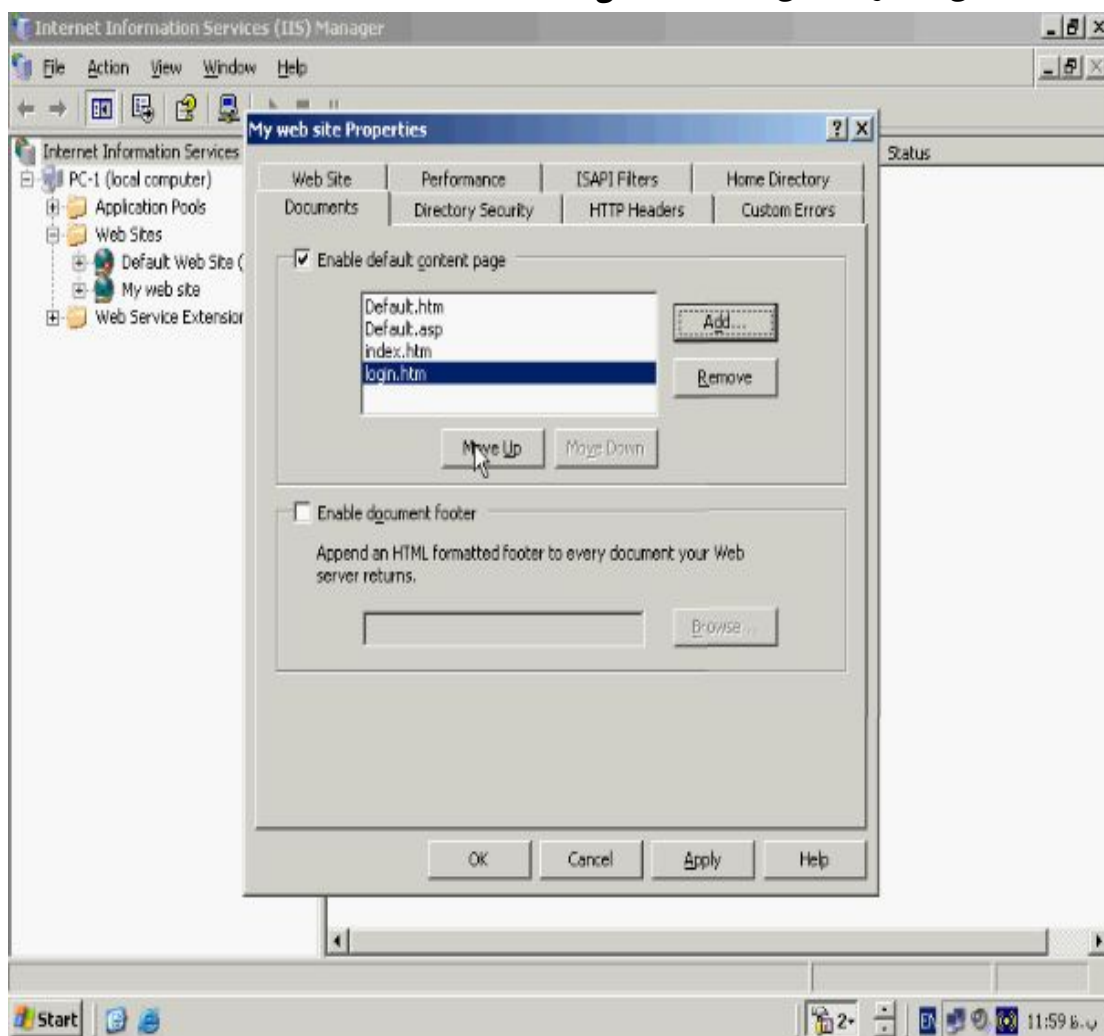 Internet Information Services (IIS) Manager
File Action View Window Help
My web site Properties
Internet Information Services
PC-1 (local computer)
Application Pools
Web Sites
Default Web Site (
My web site
Web Service Extension
Status
Web Site Performance ISAPI Filters Home Directory
Documents Directory Security HTTP Headers Custom Errors
Enable default content page
Default.htm
Default.asp
index.htm
login.htm
Add...
Remove
Move Up Move Down
Enable document footer
Append an HTML formatted footer to every document your Web
server returns.
Browse...
OK Cancel Apply Help
Start 2 EN 11:59 ب.ظ